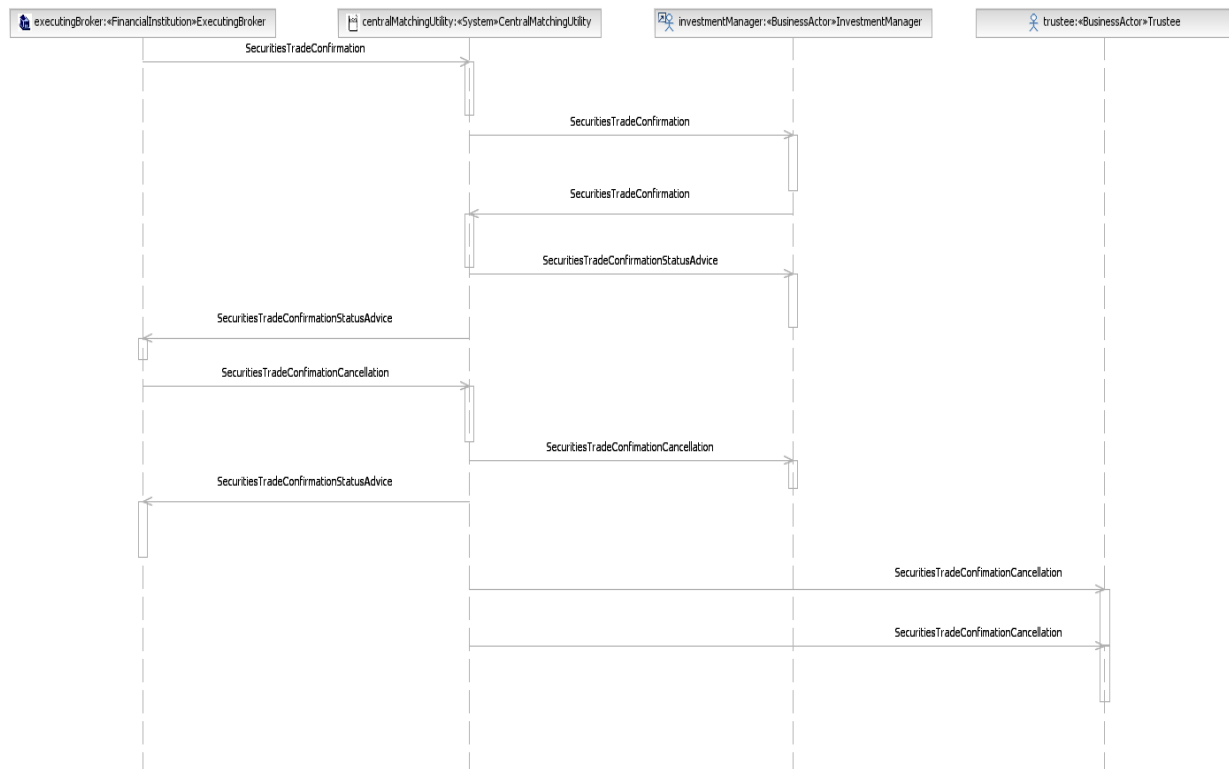 executingBroker:«FinancialInstitution»ExecutingBroker
centralMatchingUtility:«System»CentralMatchingUtility
investmentManager:«BusinessActor»InvestmentManager
trustee:«BusinessActor»Trustee
SecuritiesTradeConfirmation
SecuritiesTradeConfirmation
SecuritiesTradeConfirmation
SecuritiesTradeConfirmationStatusAdvice
SecuritiesTradeConfirmationStatusAdvice
SecuritiesTradeConfimationCancellation
SecuritiesTradeConfimationCancellation
SecuritiesTradeConfirmationStatusAdvice
SecuritiesTradeConfimationCancellation
SecuritiesTradeConfimationCancellation